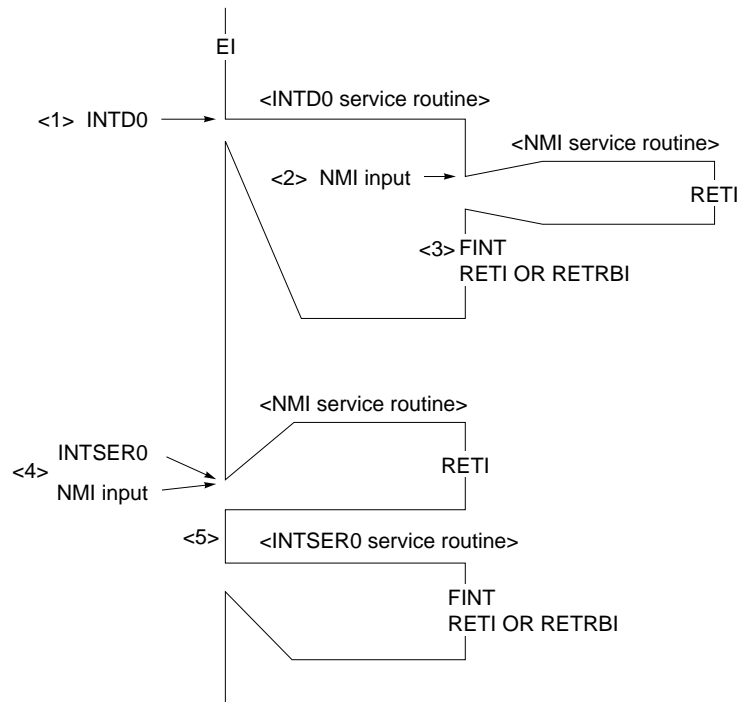 EI
<INTD0 service routine>
<1> INTD0
<NMI service routine>
<2> NMI input
RETI
<3> FINT
RETI OR RETRBI
<NMI service routine>
INTSER0
<4>
RETI
NMI input
<5>
<INTSER0 service routine>
FINT
RETI OR RETRBI